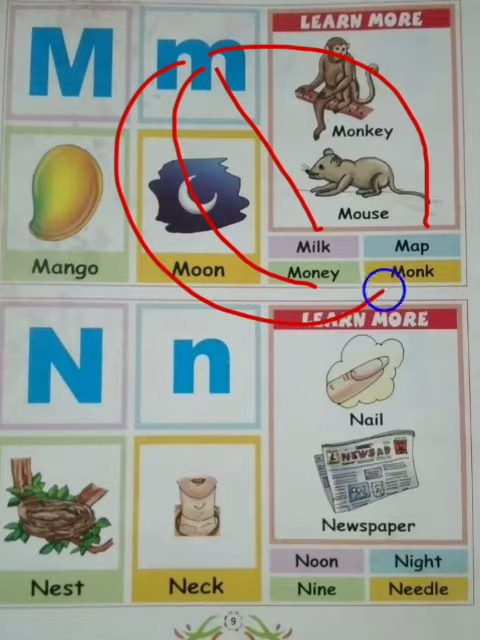 M m
LEARN MORE
Monkey
Mouse
Mango
Moon
Milk
Map
Money
Monk
N n
LEARN MORE
Nail
NEWSPAP
Newspaper
Nest
Neck
Noon
Night
Nine
Needle
9